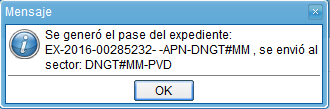 Mensaje
Se generó el pase del expediente:
EX-2016-00285232- -APN-DNGT#MM , se envió al
sector: DNGT#MM-PVD
OK